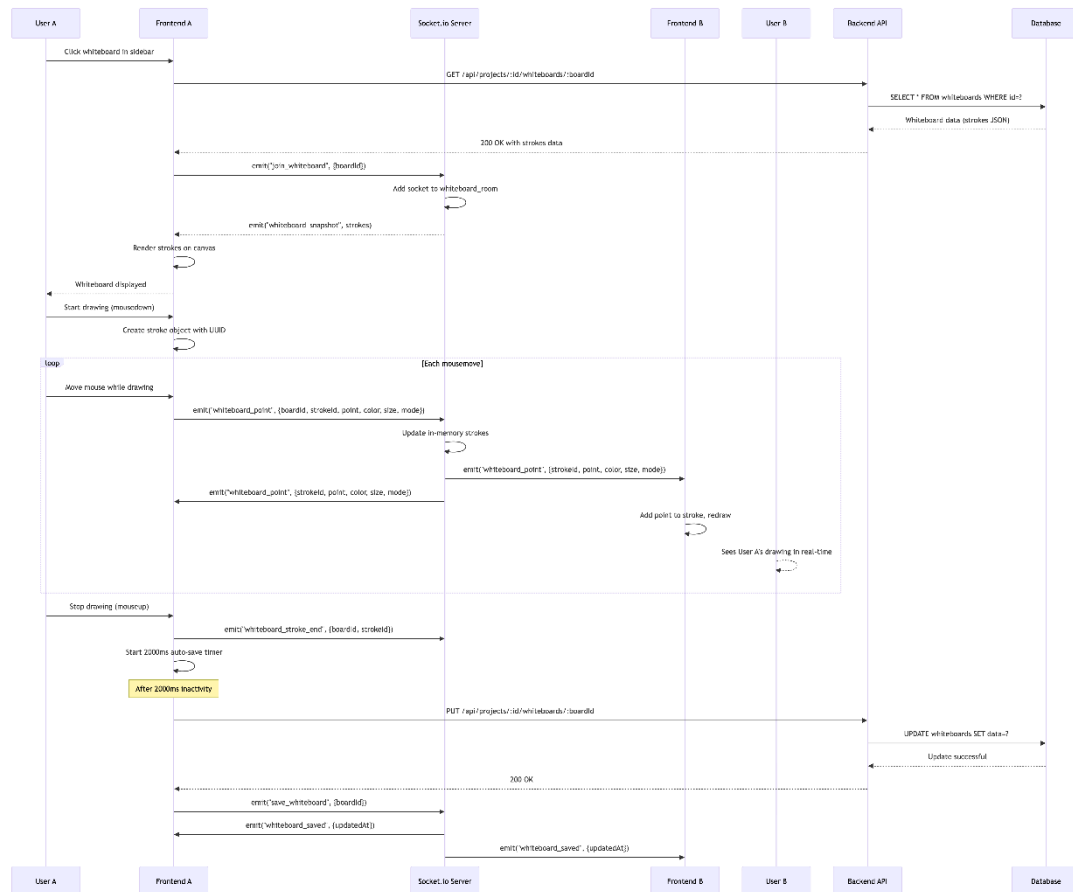 User A
Frontend A
Socket.io Server
Frontend B
User B
Backend API
Database
Click whiteboard in sidebar
GET /api/projects/:id/whiteboards/:boardId
SELECT * FROM whiteboards WHERE id=?
Whiteboard data (strokes JSON)
200 OK with strokes data
emit("join_whiteboard", {boardId})
Add socket to whiteboard_room
emit("whiteboard_snapshot", strokes)
Render strokes on canvas
Whiteboard displayed
Start drawing (mousedown)
Create stroke object with UUID
loop
[Each mousemove]
Move mouse while drawing
emit("whiteboard_point", {boardId, strokeId, point, color, size, mode})
Update in-memory strokes
emit("whiteboard_point", {strokeId, point, color, size, mode})
emit("whiteboard_point", {strokeId, point, color, size, mode})
Add point to stroke, redraw
Sees User A's drawing in real-time
Stop drawing (mouseup)
emit("whiteboard_stroke_end", {boardId, strokeId})
Start 2000ms auto-save timer
After 2000ms inactivity
PUT /api/projects/:id/whiteboards/:boardId
UPDATE whiteboards SET data=?
Update successful
200 OK
emit("save_whiteboard", {boardId})
emit("whiteboard_saved", {updatedAt})
emit("whiteboard_saved", {updatedAt})
User A
Frontend A
Socket.io Server
Frontend B
User B
Backend API
Database